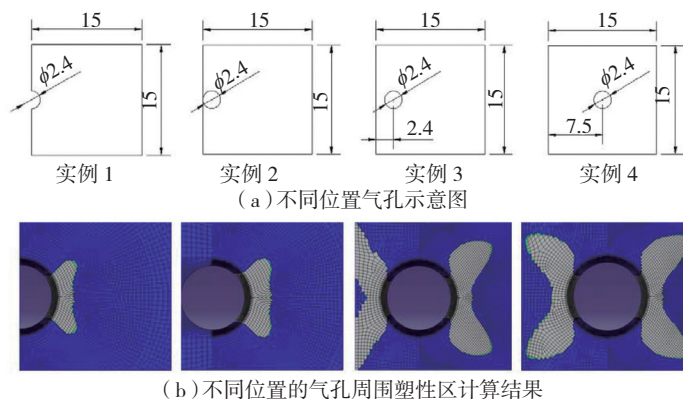 15 15 15 15
ϕ2.4 ϕ2.4 ϕ2.4 ϕ2.4
15 15 15 15
2.4 7.5
实例 1 实例 2 实例 3 实例 4
(a)不同位置气孔示意图
(b)不同位置的气孔周围塑性区计算结果